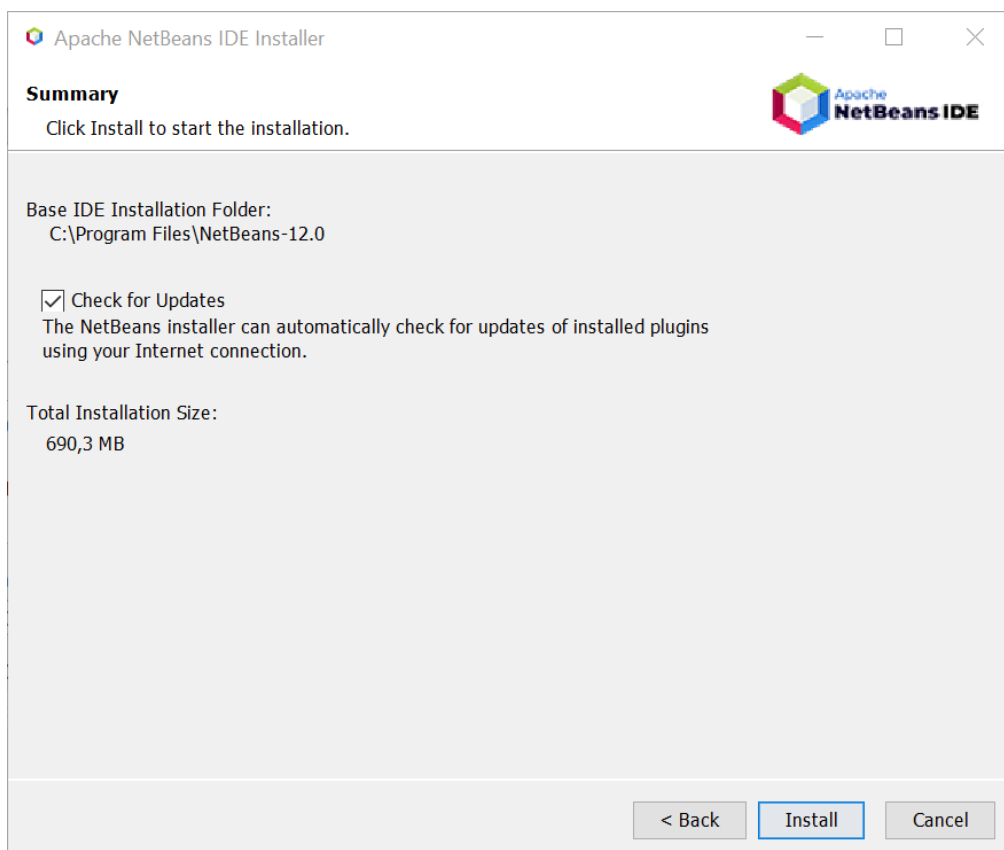 Apache NetBeans IDE Installer
Summary
Click Install to start the installation.
Apache
NetBeans IDE
Base IDE Installation Folder:
C:\Program Files\NetBeans-12.0
Check for Updates
The NetBeans installer can automatically check for updates of installed plugins
using your Internet connection.
Total Installation Size:
690,3 MB
< Back
Install
Cancel